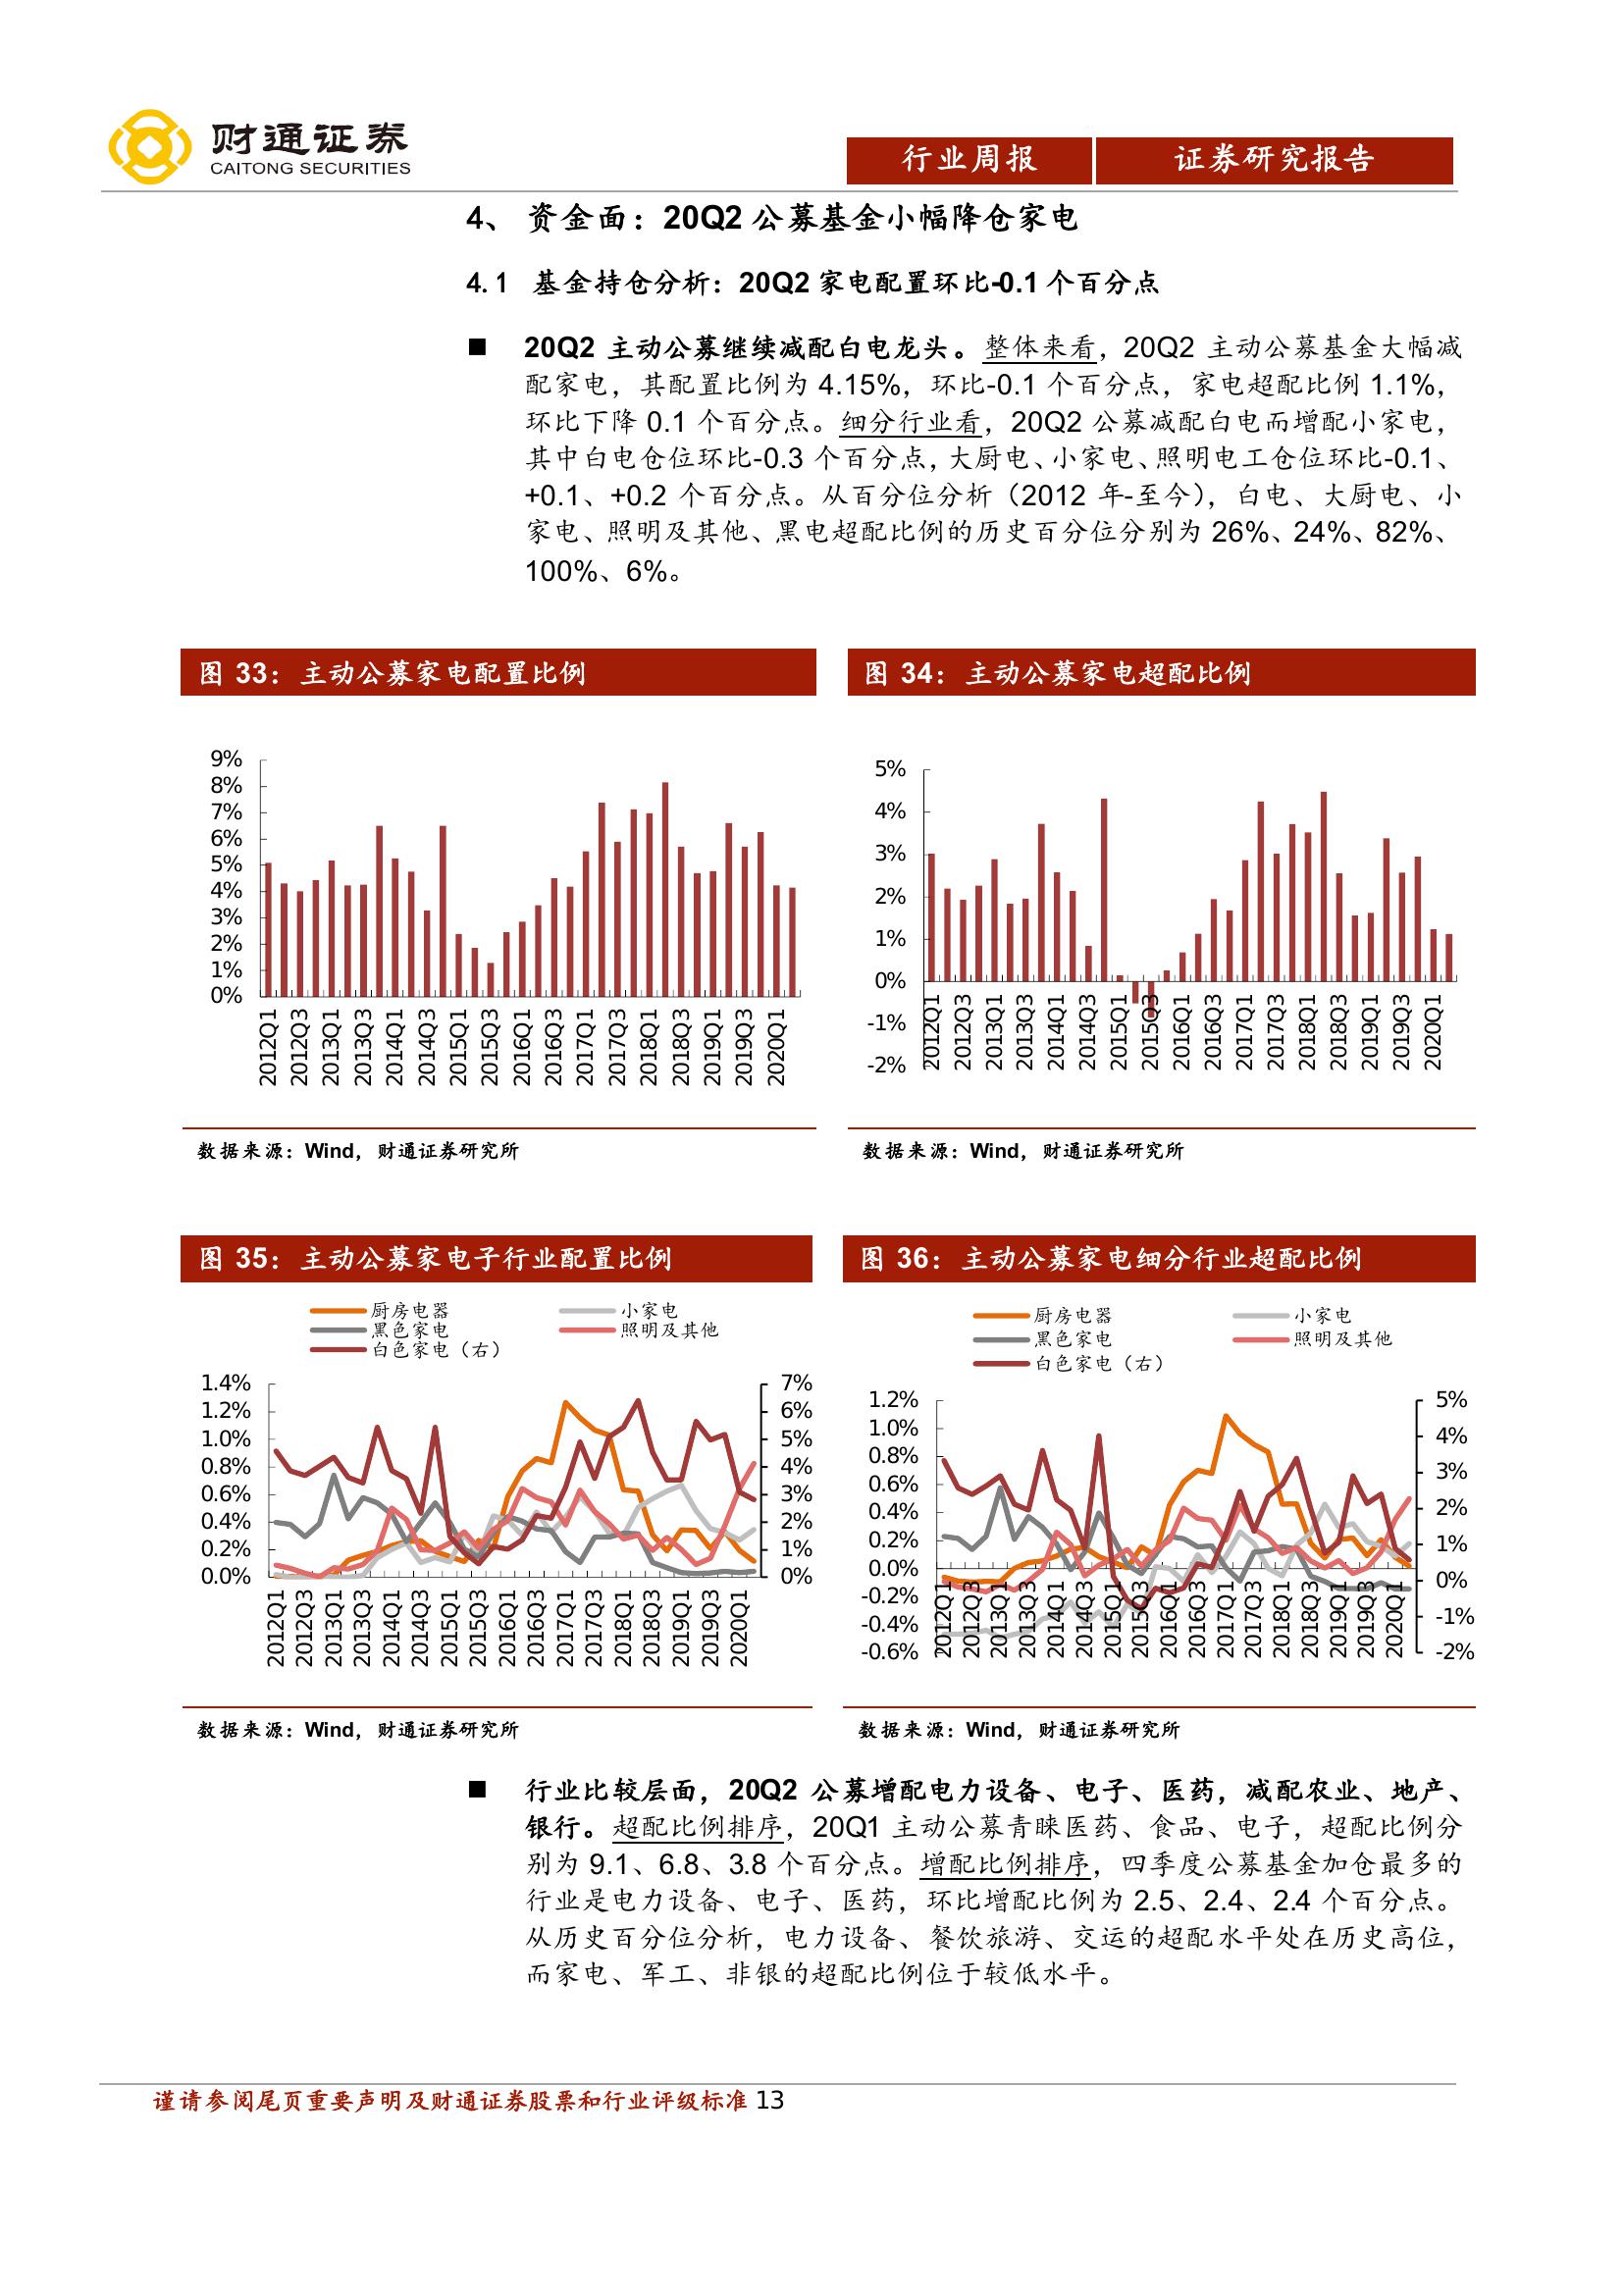 财通证券
CAITONG SECURITIES
行业周报
证券研究报告
4、 资金面：20Q2 公募基金小幅降仓家电
4.1 基金持仓分析：20Q2 家电配置环比-0.1 个百分点
■ 20Q2 主动公募继续减配白电龙头。整体来看，20Q2 主动公募基金大幅减
配家电，其配置比例为 4.15%，环比-0.1 个百分点，家电超配比例 1.1%，
环比下降 0.1 个百分点。细分行业看，20Q2 公募减配白电而增配小家电，
其中白电仓位环比-0.3 个百分点，大厨电、小家电、照明电工仓位环比-0.1、
+0.1、+0.2 个百分点。从百分位分析（2012 年-至今），白电、大厨电、小
家电、照明及其他、黑电超配比例的历史百分位分别为 26%、24%、82%、
100%、6%。
图 33：主动公募家电配置比例
9%
8%
7%
6%
5%
4%
3%
2%
1%
0%
2012Q1
2012Q3
2013Q1
2013Q3
2014Q1
2014Q3
2015Q1
2015Q3
2016Q1
2016Q3
2017Q1
2017Q3
2018Q1
2018Q3
2019Q1
2019Q3
2020Q1
数据来源：Wind，财通证券研究所
图 34：主动公募家电超配比例
5%
4%
3%
2%
1%
0%
-1%
-2%
2012Q1
2012Q3
2013Q1
2013Q3
2014Q1
2014Q3
2015Q1
2015Q3
2016Q1
2016Q3
2017Q1
2017Q3
2018Q1
2018Q3
2019Q1
2019Q3
2020Q1
数据来源：Wind，财通证券研究所
图 35：主动公募家电子行业配置比例
厨房电器
小家电
黑色家电
照明及其他
白色家电（右）
1.4%
1.2%
1.0%
0.8%
0.6%
0.4%
0.2%
0.0%
7%
6%
5%
4%
3%
2%
1%
0%
2012Q1
2012Q3
2013Q1
2013Q3
2014Q1
2014Q3
2015Q1
2015Q3
2016Q1
2016Q3
2017Q1
2017Q3
2018Q1
2018Q3
2019Q1
2019Q3
2020Q1
数据来源：Wind，财通证券研究所
图 36：主动公募家电细分行业超配比例
厨房电器
小家电
黑色家电
照明及其他
白色家电（右）
1.2%
1.0%
0.8%
0.6%
0.4%
0.2%
0.0%
-0.2%
-0.4%
-0.6%
5%
4%
3%
2%
1%
0%
-1%
-2%
2012Q1
2012Q3
2013Q1
2013Q3
2014Q1
2014Q3
2015Q1
2015Q3
2016Q1
2016Q3
2017Q1
2017Q3
2018Q1
2018Q3
2019Q1
2019Q3
2020Q1
数据来源：Wind，财通证券研究所
■ 行业比较层面，20Q2 公募增配电力设备、电子、医药，减配农业、地产、
银行。超配比例排序，20Q1 主动公募青睐医药、食品、电子，超配比例分
别为 9.1、6.8、3.8 个百分点。增配比例排序，四季度公募基金加仓最多的
行业是电力设备、电子、医药，环比增配比例为 2.5、2.4、2.4 个百分点。
从历史百分位分析，电力设备、餐饮旅游、交运的超配水平处在历史高位，
而家电、军工、非银的超配比例位于较低水平。
谨请参阅尾页重要声明及财通证券股票和行业评级标准 13